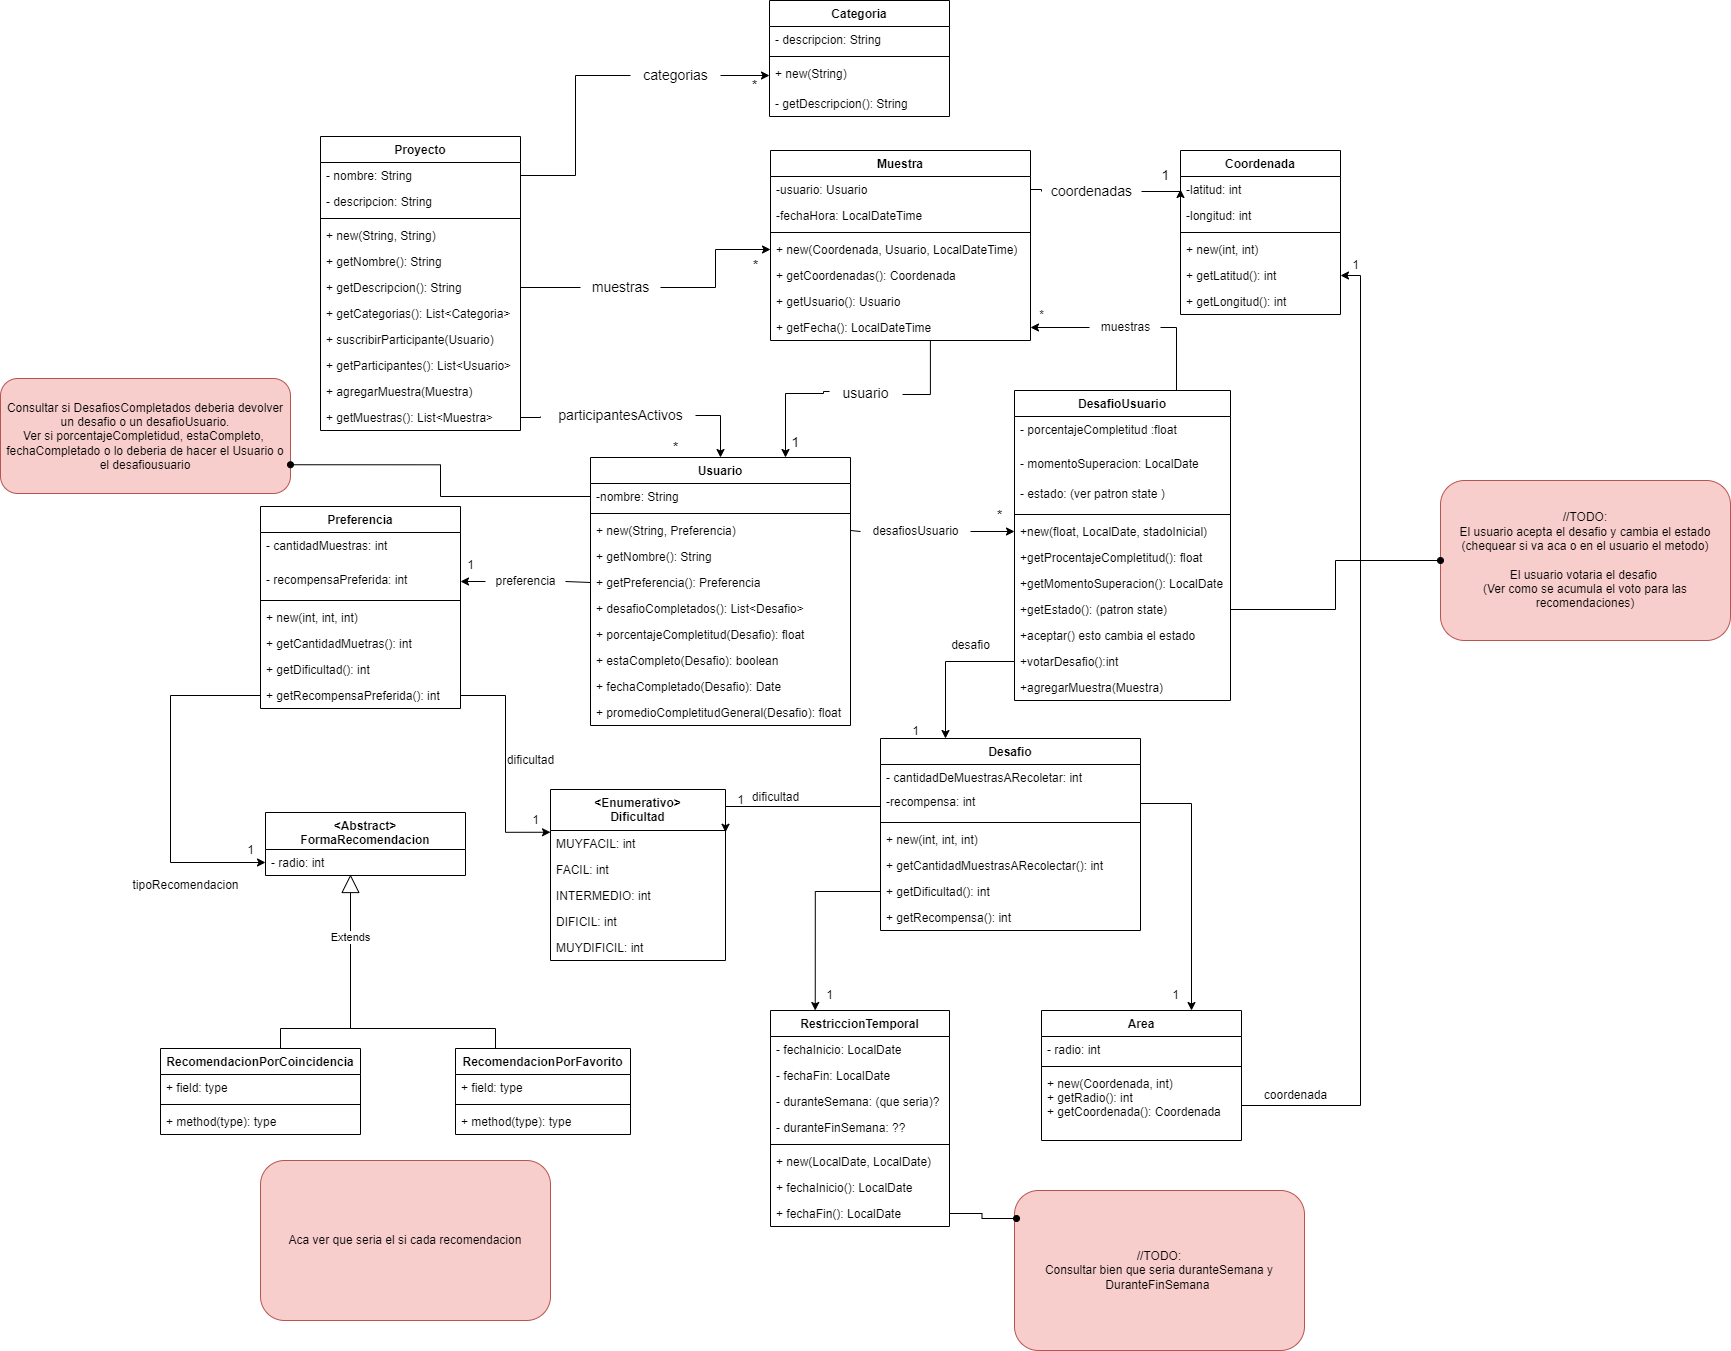 Categoria
- descripcion: String
+ new(String)
- getDescripcion(): String
categorias
*
Proyecto
- nombre: String
- descripcion: String
+ new(String, String)
+ getNombre(): String
+ getDescripcion(): String
+ getCategorias(): List<Categoria>
+ suscribirParticipante(Usuario)
+ getParticipantes(): List<Usuario>
+ agregarMuestra(Muestra)
+ getMuestras(): List<Muestra>
muestras
*
Muestra
-usuario: Usuario
-fechaHora: LocalDateTime
+ new(Coordenada, Usuario, LocalDateTime)
+ getCoordenadas(): Coordenada
+ getUsuario(): Usuario
+ getFecha(): LocalDateTime
coordenadas
1
Coordenada
-latitud: int
-longitud: int
+ new(int, int)
+ getLatitud(): int
+ getLongitud(): int
1
muestras
*
usuario
1
participantesActivos
*
Consultar si DesafiosCompletados deberia devolver
un desafio o un desafioUsuario.
Ver si porcentajeCompletidud, estaCompleto,
fechaCompletado o lo deberia de hacer el Usuario o
el desafiousuario
Usuario
-nombre: String
+ new(String, Preferencia)
+ getNombre(): String
+ getPreferencia(): Preferencia
+ desafioCompletados(): List<Desafio>
+ porcentajeCompletitud(Desafio): float
+ estaCompleto(Desafio): boolean
+ fechaCompletado(Desafio): Date
+ promedioCompletitudGeneral(Desafio): float
desafiosUsuario
*
DesafioUsuario
- porcentajeCompletitud :float
- momentoSuperacion: LocalDate
- estado: (ver patron state )
+new(float, LocalDate, stadoInicial)
+getProcentajeCompletitud(): float
+getMomentoSuperacion(): LocalDate
+getEstado(): (patron state)
+aceptar() esto cambia el estado
+votarDesafio():int
+agregarMuestra(Muestra)
//TODO:
El usuario acepta el desafio y cambia el estado
(chequear si va aca o en el usuario el metodo)
El usuario votaria el desafio
(Ver como se acumula el voto para las
recomendaciones)
Preferencia
- cantidadMuestras: int
- recompensaPreferida: int
+ new(int, int, int)
+ getCantidadMuetras(): int
+ getDificultad(): int
+ getRecompensaPreferida(): int
1
preferencia
desafio
1
dificultad
1
<Enumerativo>
Dificultad
MUYFACIL: int
FACIL: int
INTERMEDIO: int
DIFICIL: int
MUYDIFICIL: int
1
dificultad
Desafio
- cantidadDeMuestrasARecoletar: int
-recompensa: int
+ new(int, int, int)
+ getCantidadMuestrasARecolectar(): int
+ getDificultad(): int
+ getRecompensa(): int
<Abstract>
FormaRecomendacion
- radio: int
1
tipoRecomendacion
Extends
RecomendacionPorCoincidencia
+ field: type
+ method(type): type
RecomendacionPorFavorito
+ field: type
+ method(type): type
1
RestriccionTemporal
- fechaInicio: LocalDate
- fechaFin: LocalDate
- duranteSemana: (que seria)?
- duranteFinSemana: ??
+ new(LocalDate, LocalDate)
+ fechaInicio(): LocalDate
+ fechaFin(): LocalDate
1
Area
- radio: int
+ new(Coordenada, int)
+ getRadio(): int
+ getCoordenada(): Coordenada
coordenada
Aca ver que seria el si cada recomendacion
//TODO:
Consultar bien que seria duranteSemana y
DuranteFinSemana